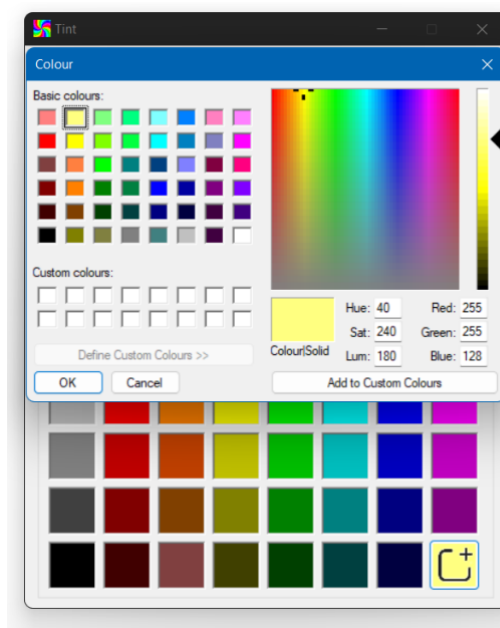 Tint
Colour
Basic colours:
Custom colours:
Define Custom Colours >>
OK Cancel
Colour|Solid
Hue: 40 Red: 255
Sat: 240 Green: 255
Lum: 180 Blue: 128
Add to Custom Colours